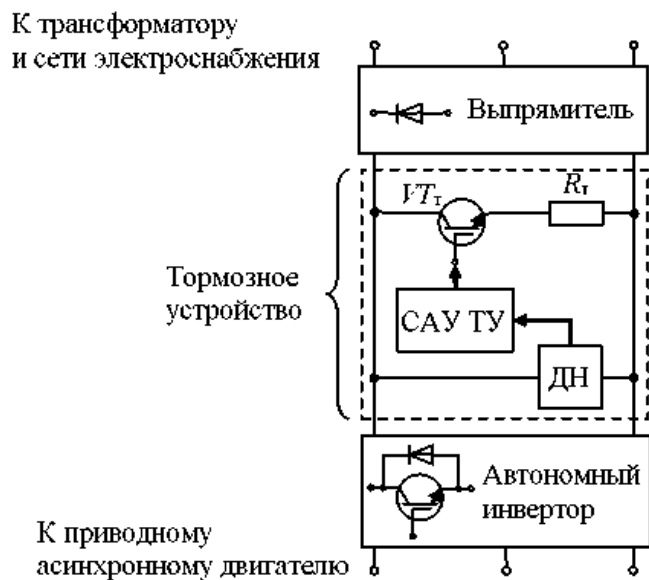 К трансформатору
и сети электроснабжения
Выпрямитель
VTт
Rт
Тормозное
устройство
САУ ТУ
ДН
Автономный
инвертор
К приводному
асинхронному двигателю